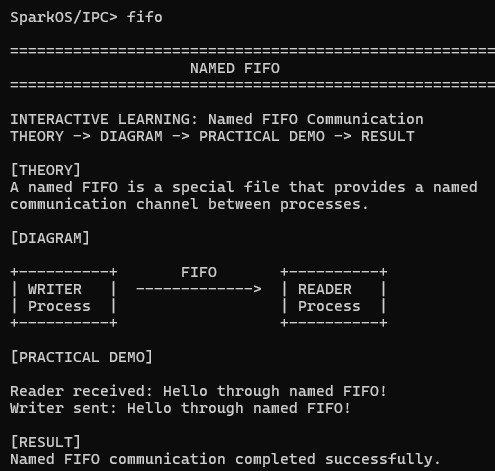 SparkOS/IPC> fifo
======================================================
NAMED FIFO
======================================================
INTERACTIVE LEARNING: Named FIFO Communication
THEORY -> DIAGRAM -> PRACTICAL DEMO -> RESULT
[THEORY]
A named FIFO is a special file that provides a named
communication channel between processes.
[DIAGRAM]
+----------+       FIFO       +----------+
| WRITER   |  ------------->  | READER   |
| Process  |                  | Process  |
+----------+                  +----------+
[PRACTICAL DEMO]
Reader received: Hello through named FIFO!
Writer sent: Hello through named FIFO!
[RESULT]
Named FIFO communication completed successfully.